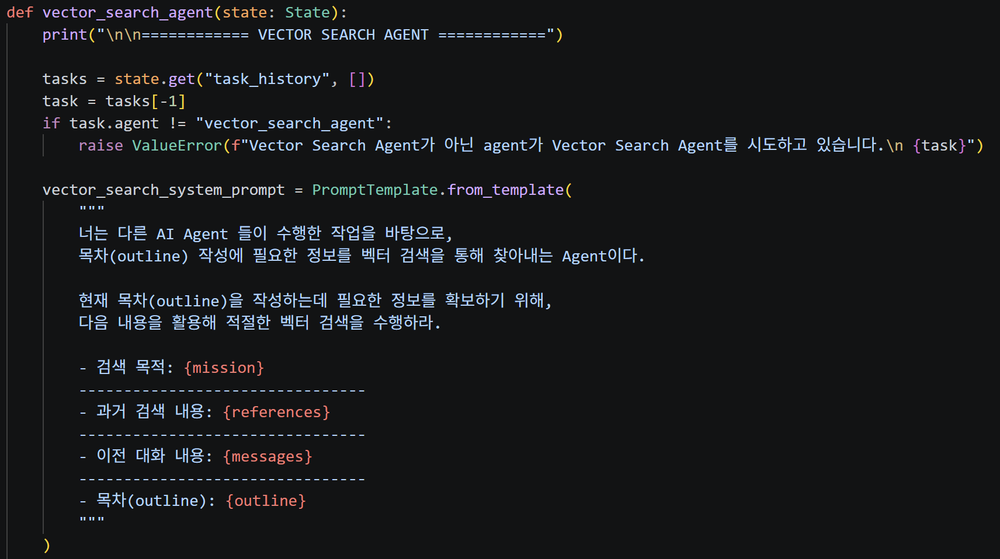 def vector_search_agent(state: State):
    print("\n\n============ VECTOR SEARCH AGENT ============")

    tasks = state.get("task_history", [])
    task = tasks[-1]
    if task.agent != "vector_search_agent":
        raise ValueError(f"Vector Search Agent가 아닌 agent가 Vector Search Agent를 시도하고 있습니다.\n {task}")

    vector_search_system_prompt = PromptTemplate.from_template(
        """
        너는 다른 AI Agent 들이 수행한 작업을 바탕으로,
        목차(outline) 작성에 필요한 정보를 벡터 검색을 통해 찾아내는 Agent이다.

        현재 목차(outline)을 작성하는데 필요한 정보를 확보하기 위해,
        다음 내용을 활용해 적절한 벡터 검색을 수행하라.

        - 검색 목적: {mission}
        --------------------------------
        - 과거 검색 내용: {references}
        --------------------------------
        - 이전 대화 내용: {messages}
        --------------------------------
        - 목차(outline): {outline}
        """
    )